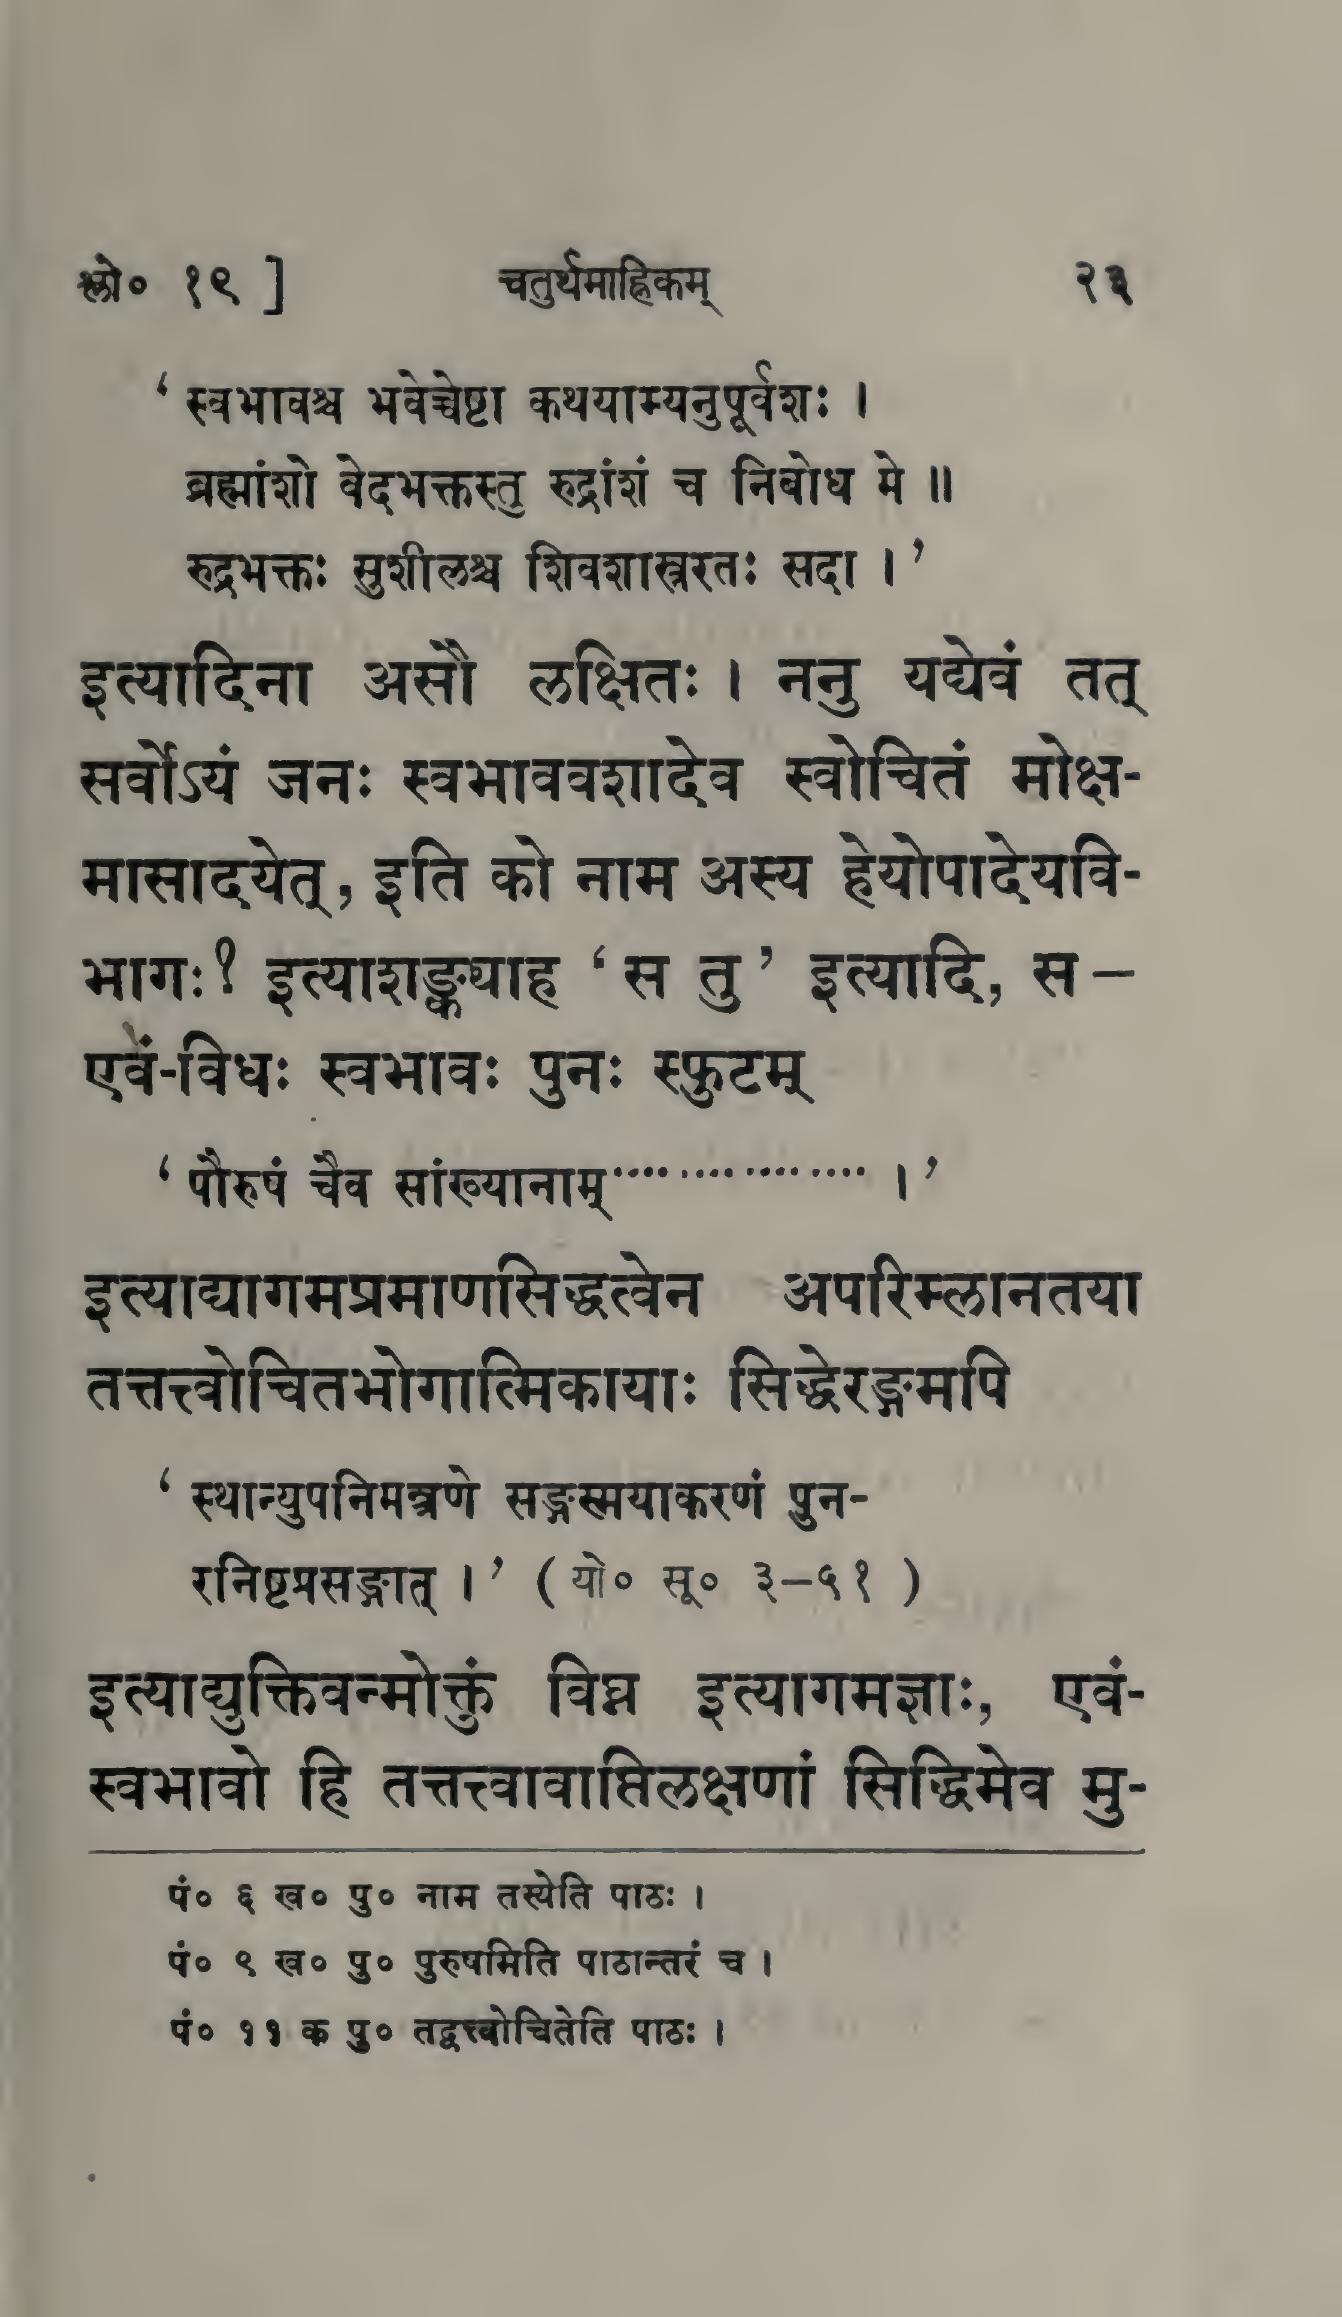 श्लो० १९ ] चतुर्थमाह्निकम् २३
‘ स्वभावश्च भवेच्चेष्टा कथयाम्यनुपूर्वशः ।
ब्रह्मांशो वेदभक्तस्तु रुद्रांशं च निबोध मे ॥
रुद्रभक्तः सुशीलश्च शिवशास्त्ररतः सदा । ’
इत्यादिना असौ लक्षितः । ननु यद्येवं तत्
सर्वोऽयं जनः स्वभाववशादेव स्वोचितं मोक्ष-
मासादयेत्, इति को नाम अस्य हेयोपादेयवि-
भागः? इत्याशङ्क्याह ‘ स तु ’ इत्यादि, स —
एवं-विधः स्वभावः पुनः स्फुटम्
‘ पौरुषं चैव सांख्यानाम्……………… । ’
इत्याद्यागमप्रमाणसिद्धत्वेन अपरिम्लानतया
तत्तत्त्वोचितभोगात्मिकायाः सिद्धेरङ्गमपि
‘ स्थान्युपनिमन्त्रणे सङ्गस्मयाकरणं पुन-
रनिष्टप्रसङ्गात् । ’ ( यो० सू० ३-५१ )
इत्याद्युक्तिवन्मोक्तुं विघ्न इत्यागमज्ञाः, एवं-
स्वभावो हि तत्तत्त्वावाप्तिलक्षणां सिद्धिमेव मु-
पं० ६ ख० पु० नाम तस्येति पाठः ।
पं० ९ ख० पु० पुरुषमिति पाठान्तरं च ।
पं० ११ क पु० तद्वत्त्वोचितेति पाठः ।